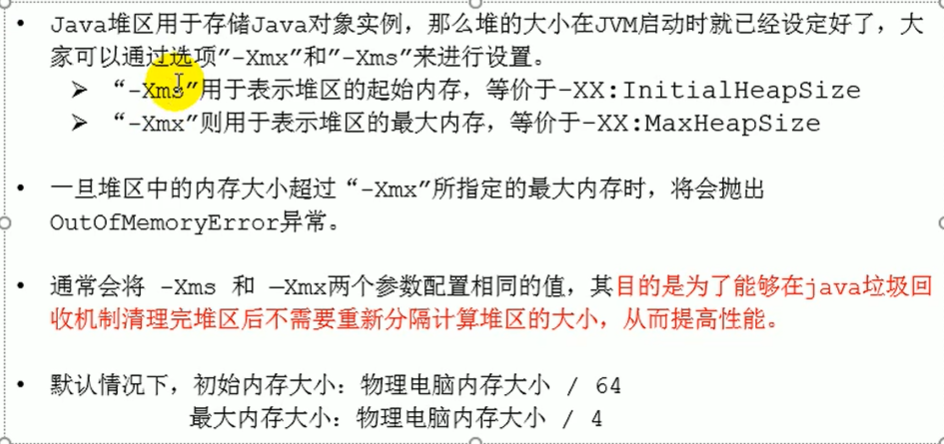 • Java堆区用于存储Java对象实例，那么堆的大小在JVM启动时就已经设定好了，大
家可以通过选项"-Xmx"和"-Xms"来进行设置。
➢ “-Xms”用于表示堆区的起始内存，等价于-XX:InitialHeapSize
➢ “-Xmx”则用于表示堆区的最大内存，等价于-XX:MaxHeapSize
• 一旦堆区中的内存大小超过“-Xmx”所指定的最大内存时，将会抛出
OutOfMemoryError异常。
• 通常会将 -Xms 和 -Xmx两个参数配置相同的值，其目的是为了能够在java垃圾回
收机制清理完堆区后不需要重新分隔计算堆区的大小，从而提高性能。
• 默认情况下，初始内存大小：物理电脑内存大小 / 64
最大内存大小：物理电脑内存大小 / 4